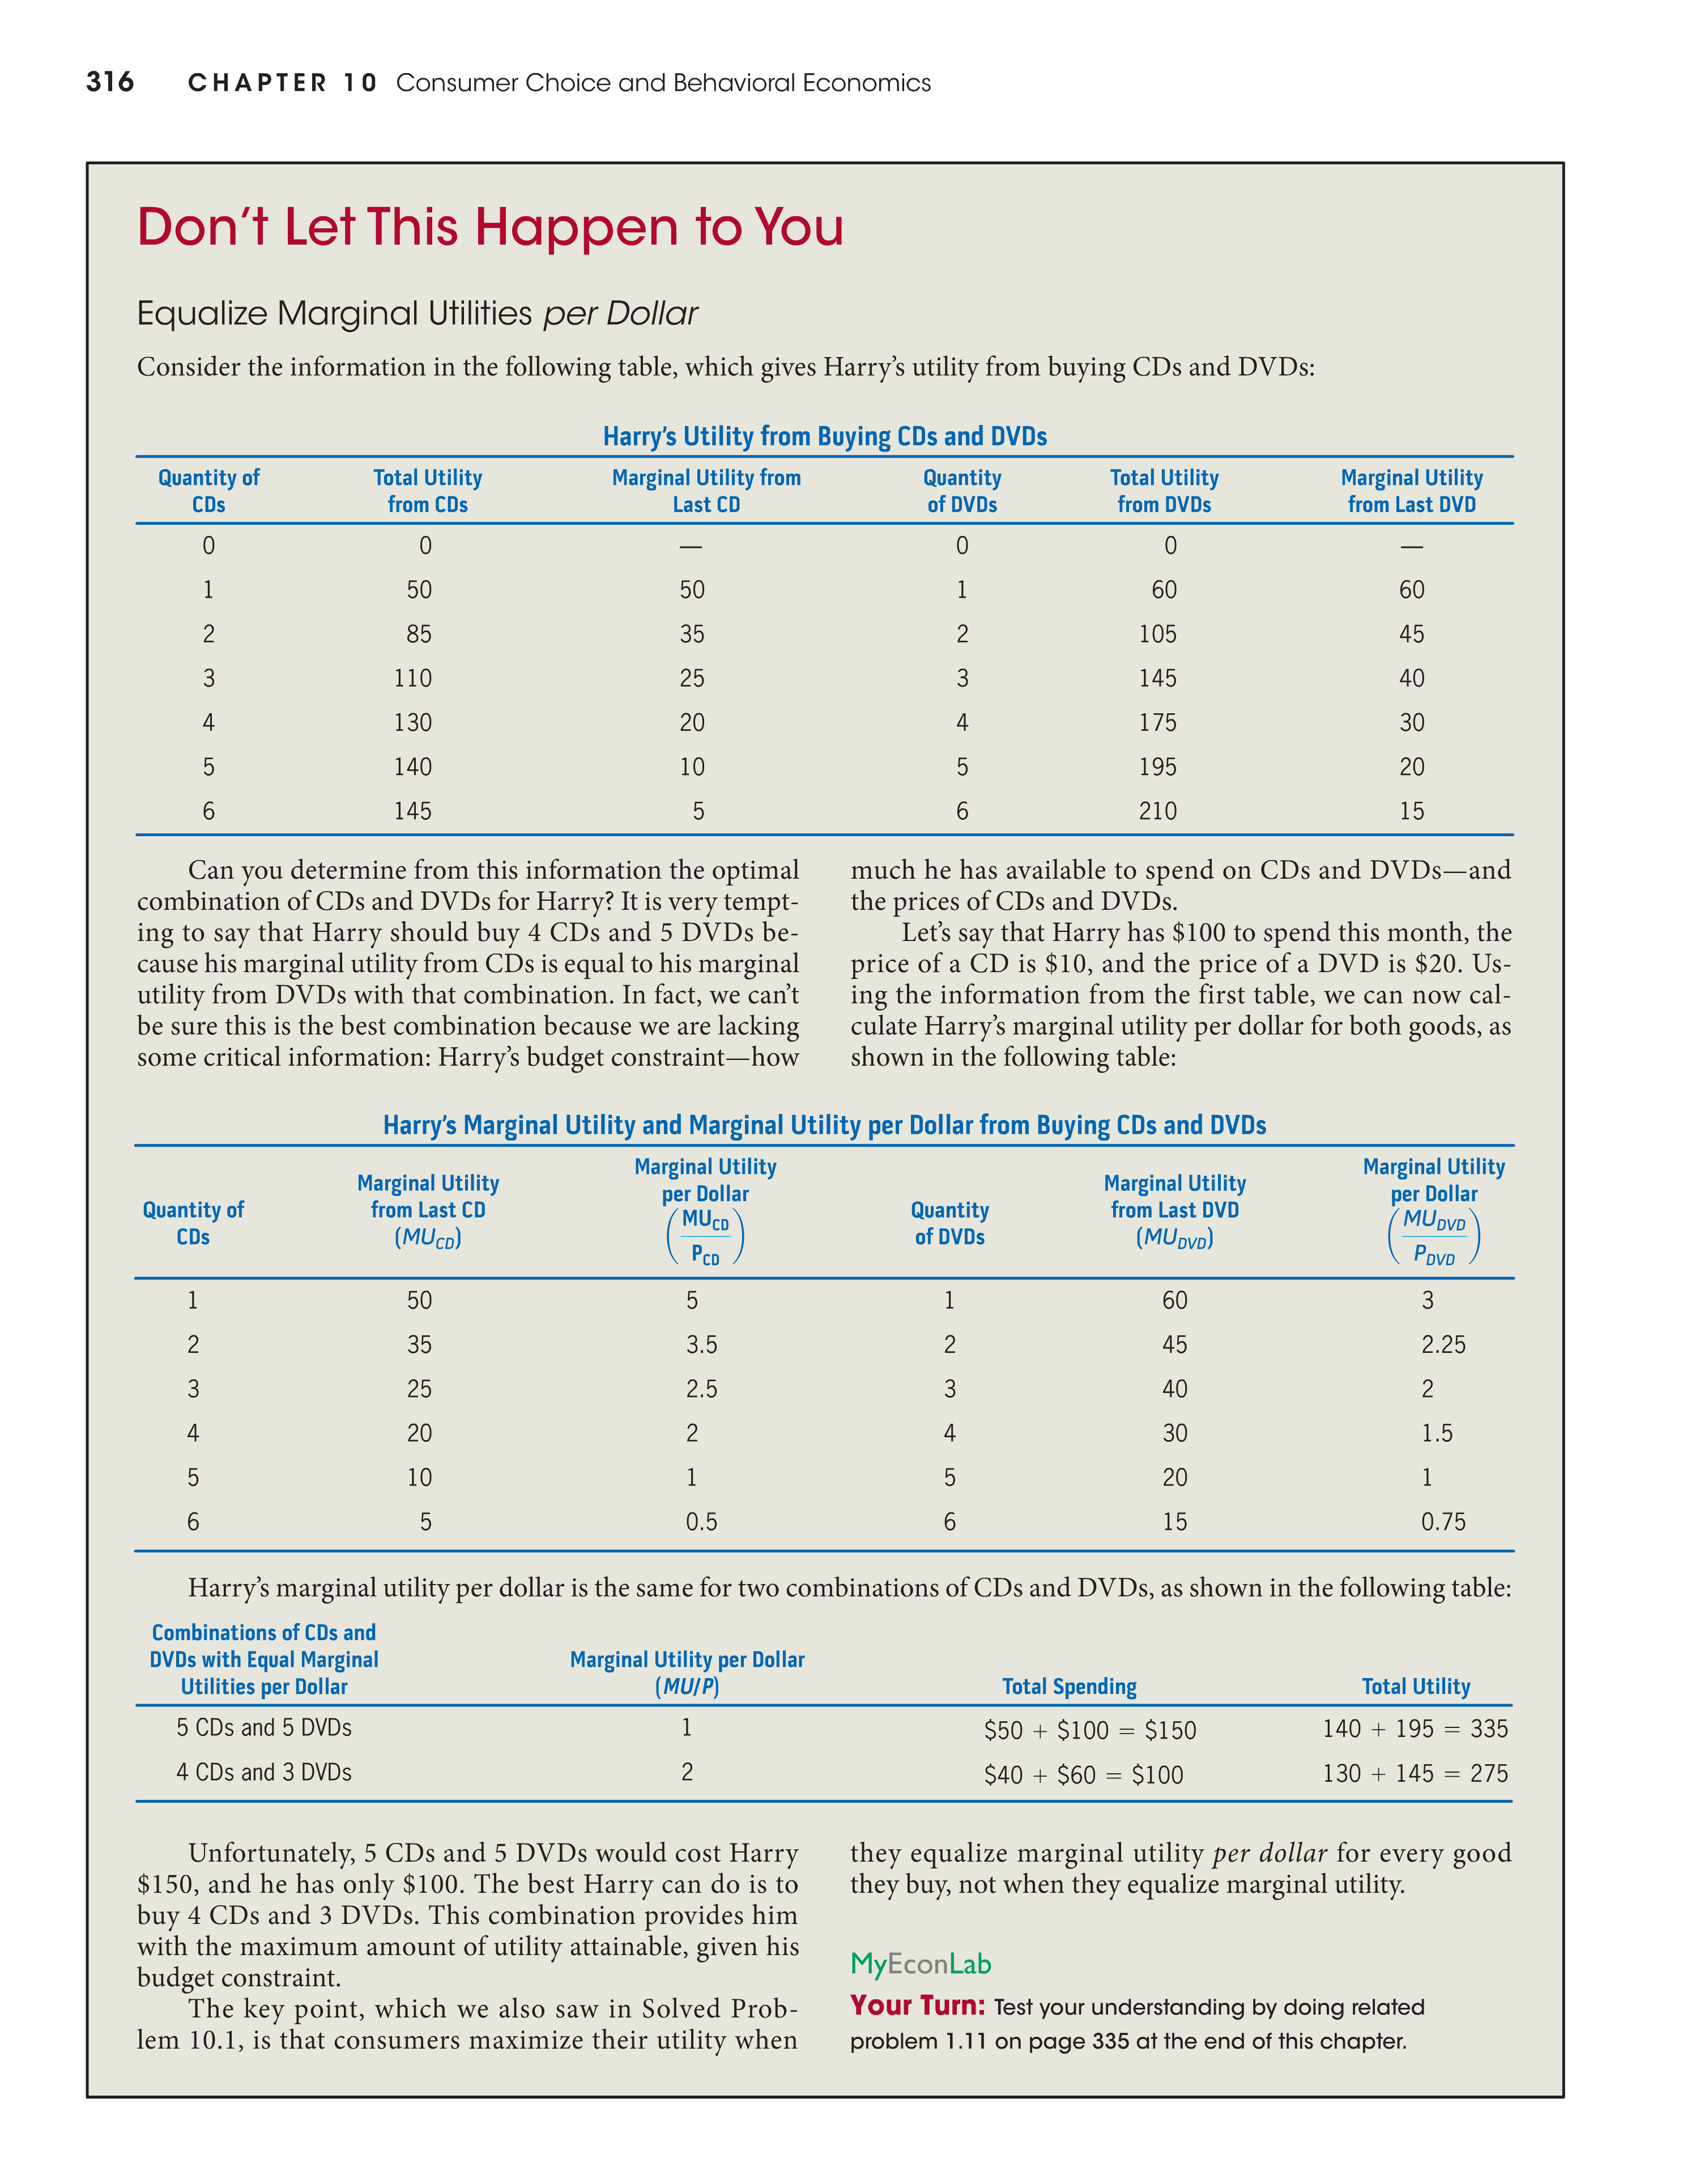 316 CHAPTER 10 Consumer Choice and Behavioral Economics
Don't Let This Happen to You
Equalize Marginal Utilities per Dollar
Consider the information in the following table, which gives Harry's utility from buying CDs and DVDs:
Harry's Utility from Buying CDs and DVDs
Quantity of CDs Total Utility from CDs Marginal Utility from Last CD Quantity of DVDs Total Utility from DVDs Marginal Utility from Last DVD
0 0 — 0 0 —
1 50 50 1 60 60
2 85 35 2 105 45
3 110 25 3 145 40
4 130 20 4 175 30
5 140 10 5 195 20
6 145 5 6 210 15
Can you determine from this information the optimal
combination of CDs and DVDs for Harry? It is very tempt-
ing to say that Harry should buy 4 CDs and 5 DVDs be-
cause his marginal utility from CDs is equal to his marginal
utility from DVDs with that combination. In fact, we can't
be sure this is the best combination because we are lacking
some critical information: Harry's budget constraint—how
much he has available to spend on CDs and DVDs—and
the prices of CDs and DVDs.
Let's say that Harry has $100 to spend this month, the
price of a CD is $10, and the price of a DVD is $20. Us-
ing the information from the first table, we can now cal-
culate Harry's marginal utility per dollar for both goods, as
shown in the following table:
Harry's Marginal Utility and Marginal Utility per Dollar from Buying CDs and DVDs
Quantity of CDs Marginal Utility from Last CD (MU_CD) Marginal Utility per Dollar (MU_CD / P_CD) Quantity of DVDs Marginal Utility from Last DVD (MU_DVD) Marginal Utility per Dollar (MU_DVD / P_DVD)
1 50 5 1 60 3
2 35 3.5 2 45 2.25
3 25 2.5 3 40 2
4 20 2 4 30 1.5
5 10 1 5 20 1
6 5 0.5 6 15 0.75
Harry's marginal utility per dollar is the same for two combinations of CDs and DVDs, as shown in the following table:
Combinations of CDs and DVDs with Equal Marginal Utilities per Dollar Marginal Utility per Dollar (MU/P) Total Spending Total Utility
5 CDs and 5 DVDs 1 $50 + $100 = $150 140 + 195 = 335
4 CDs and 3 DVDs 2 $40 + $60 = $100 130 + 145 = 275
Unfortunately, 5 CDs and 5 DVDs would cost Harry
$150, and he has only $100. The best Harry can do is to
buy 4 CDs and 3 DVDs. This combination provides him
with the maximum amount of utility attainable, given his
budget constraint.
The key point, which we also saw in Solved Prob-
lem 10.1, is that consumers maximize their utility when
they equalize marginal utility per dollar for every good
they buy, not when they equalize marginal utility.
MyEconLab
Your Turn: Test your understanding by doing related
problem 1.11 on page 335 at the end of this chapter.